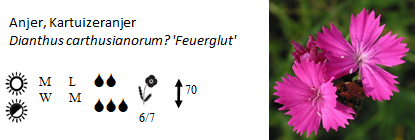 Anjer, Kartuizeranjer
Dianthus carthusianorum? 'Feuerglut'
M L
W M
70
6/7